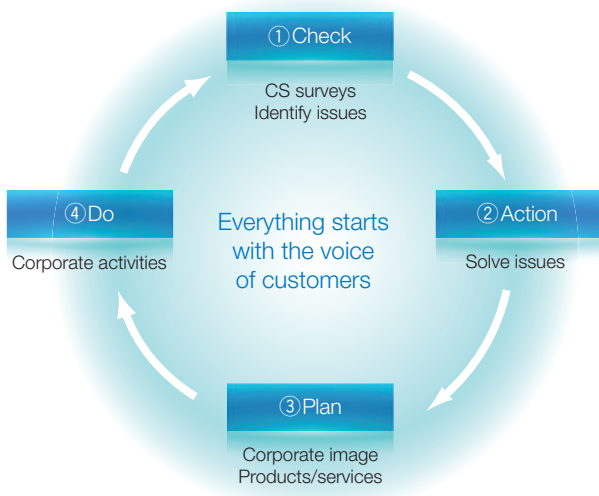 ①Check
CS surveys
Identify issues
②Action
Solve issues
③Plan
Corporate image
Products/services
④Do
Corporate activities
Everything starts
with the voice
of customers